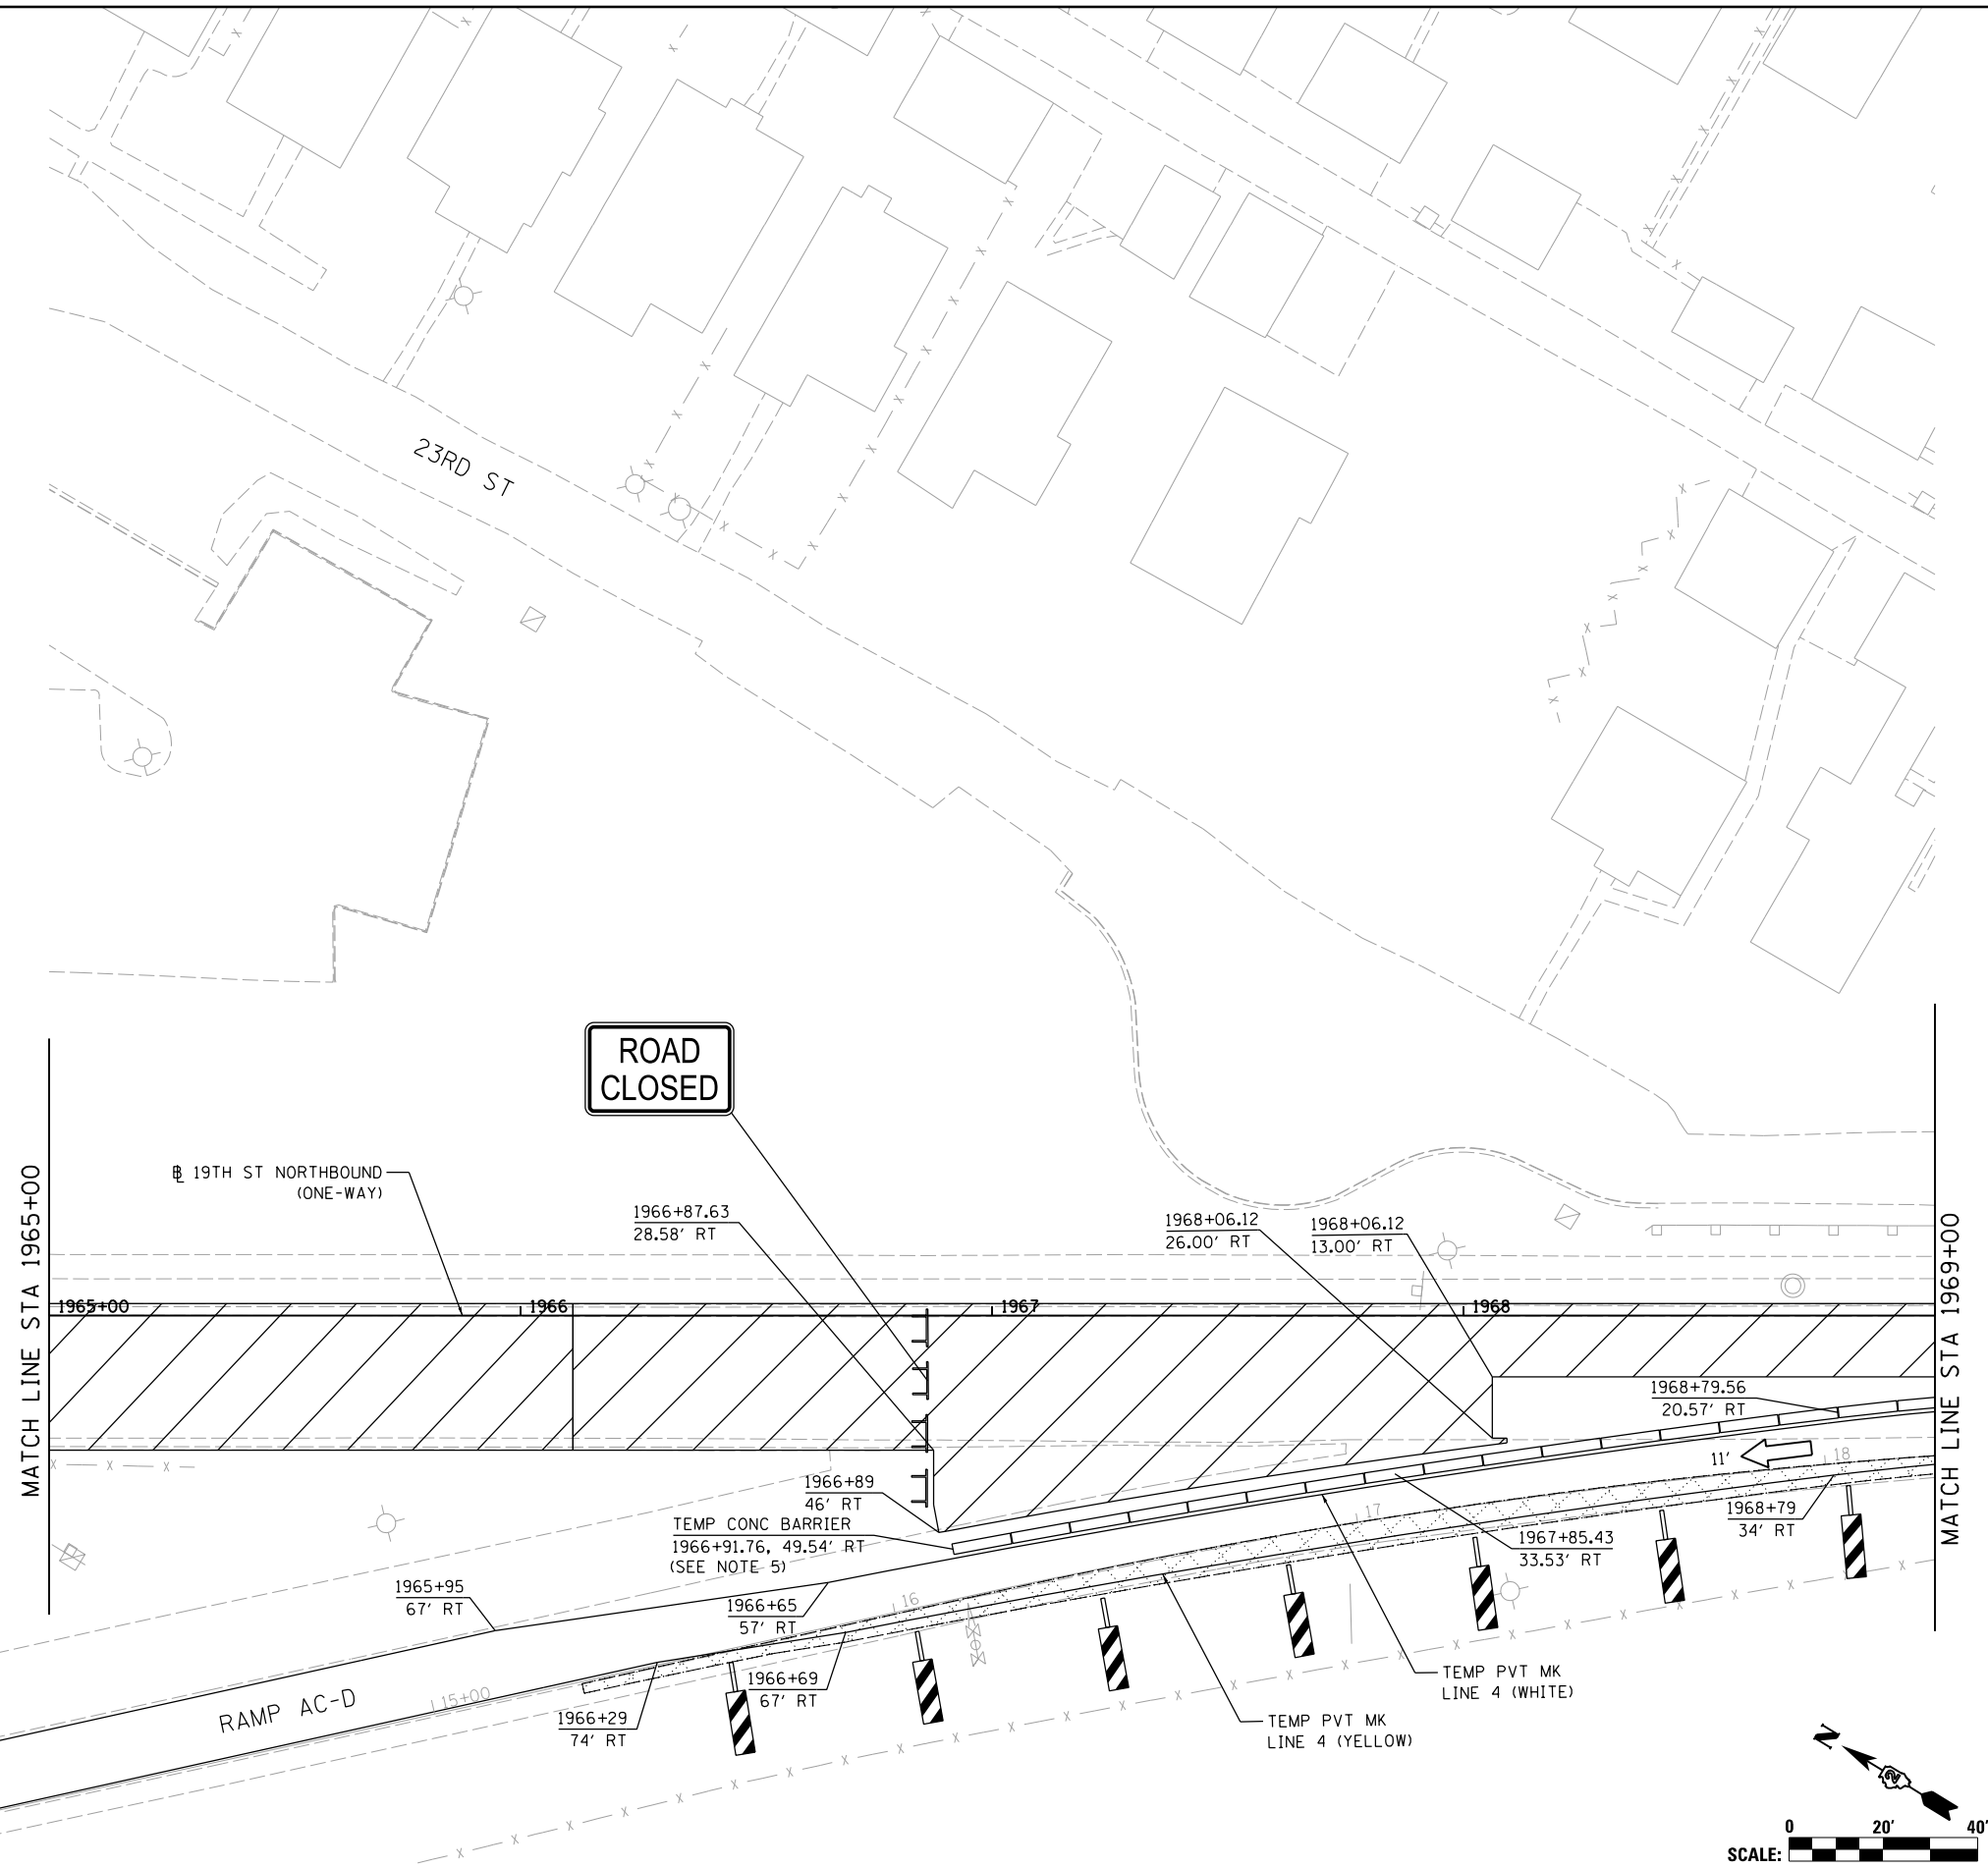 23RD ST
ROAD
CLOSED
MATCH LINE STA 1965+00
℄ 19TH ST NORTHBOUND
(ONE-WAY)
1966+87.63
28.58' RT
1968+06.12
26.00' RT
1968+06.12
13.00' RT
MATCH LINE STA 1969+00
1965+00
1966
1967
1968
1968+79.56
20.57' RT
11'
18
1966+89
46' RT
TEMP CONC BARRIER
1966+91.76, 49.54' RT
(SEE NOTE 5)
17
1968+79
34' RT
1967+85.43
33.53' RT
1965+95
67' RT
1966+65
57' RT
16
1966+69
67' RT
TEMP PVT MK
LINE 4 (WHITE)
RAMP AC-D
15+00
1966+29
74' RT
TEMP PVT MK
LINE 4 (YELLOW)
N
2
0 20' 40'
SCALE: